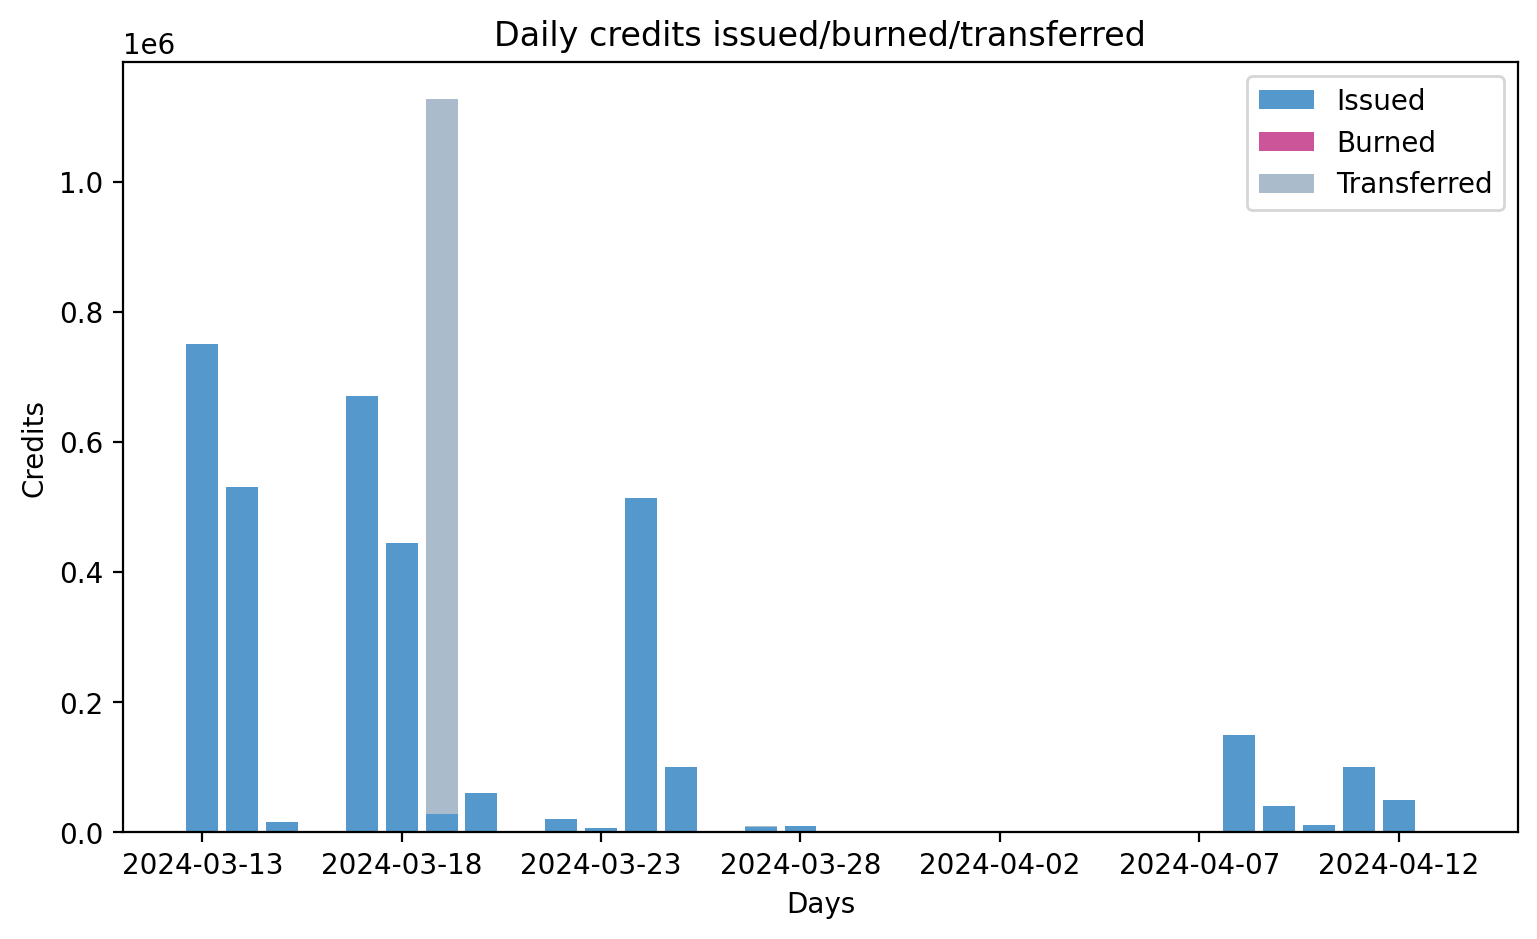 Daily credits issued/burned/transferred
1e6
Issued
Burned
Transferred
1.0
0.8
0.6
0.4
0.2
0.0
Credits
2024-03-13
2024-03-18
2024-03-23
2024-03-28
2024-04-02
2024-04-07
2024-04-12
Days